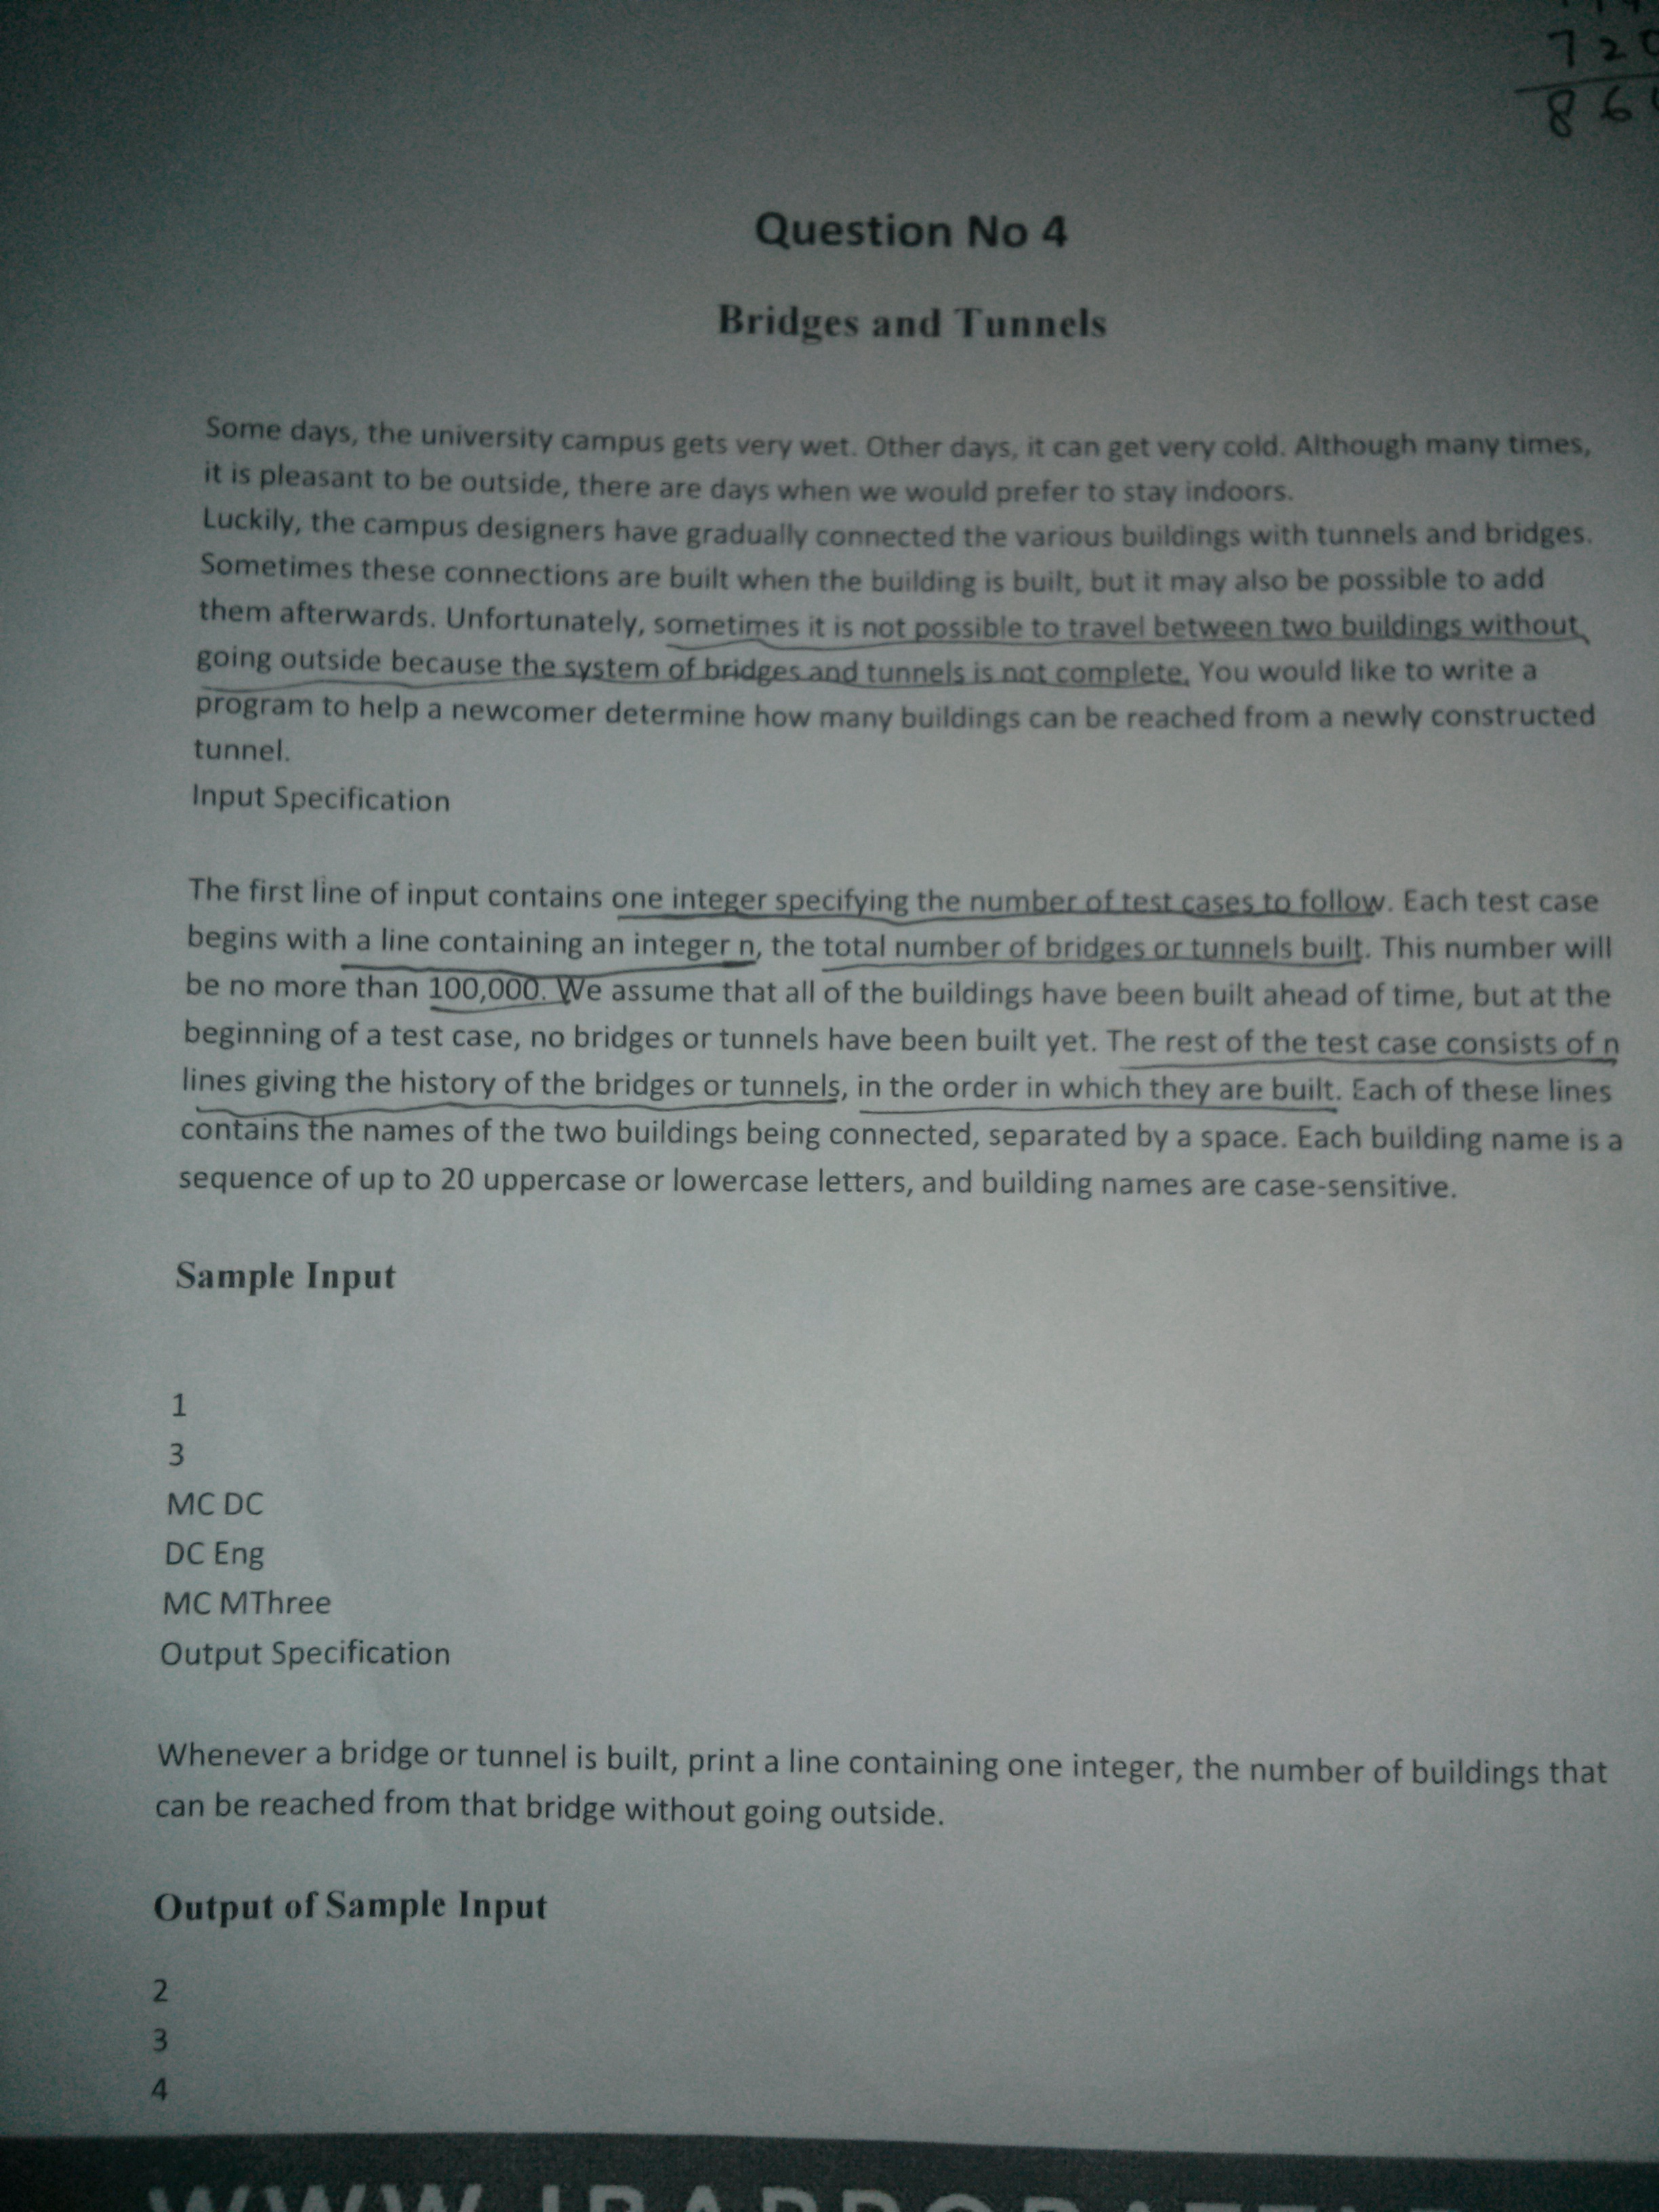 7 2
8 6
Question No 4
Bridges and Tunnels
Some days, the university campus gets very wet. Other days, it can get very cold. Although many times,
it is pleasant to be outside, there are days when we would prefer to stay indoors.
Luckily, the campus designers have gradually connected the various buildings with tunnels and bridges.
Sometimes these connections are built when the building is built, but it may also be possible to add
them afterwards. Unfortunately, sometimes it is not possible to travel between two buildings without
going outside because the system of bridges and tunnels is not complete. You would like to write a
program to help a newcomer determine how many buildings can be reached from a newly constructed
tunnel.
Input Specification
The first line of input contains one integer specifying the number of test cases to follow. Each test case
begins with a line containing an integer n, the total number of bridges or tunnels built. This number will
be no more than 100,000. We assume that all of the buildings have been built ahead of time, but at the
beginning of a test case, no bridges or tunnels have been built yet. The rest of the test case consists of n
lines giving the history of the bridges or tunnels, in the order in which they are built. Each of these lines
contains the names of the two buildings being connected, separated by a space. Each building name is a
sequence of up to 20 uppercase or lowercase letters, and building names are case-sensitive.
Sample Input
1
3
MC DC
DC Eng
MC MThree
Output Specification
Whenever a bridge or tunnel is built, print a line containing one integer, the number of buildings that
can be reached from that bridge without going outside.
Output of Sample Input
2
3
4